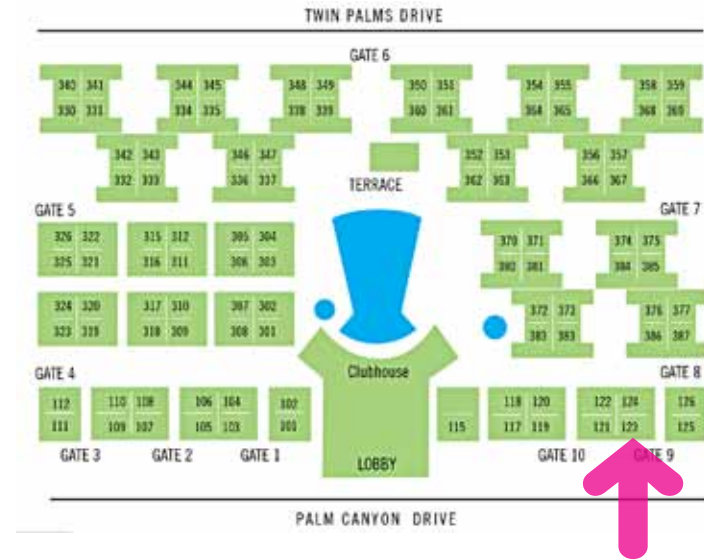 TWIN PALMS DRIVE
GATE 6
340 341 344 345 348 349 350 351 354 355 358 359
330 331 334 335 338 339 360 361 364 365 368 369
342 343 346 347 352 353 356 357
332 333 336 337 362 363 366 367
TERRACE
GATE 5 GATE 7
326 322 315 312 305 304
325 321 316 311 306 303
370 371 374 375
380 381 384 385
324 320 317 310 307 302
323 319 318 309 308 301
372 373 376 377
383 383 386 387
GATE 4 Clubhouse GATE 8
112 110 108 106 104 102 118 120 122 124 126
111 109 107 105 103 101 115 117 119 121 123 125
GATE 3 GATE 2 GATE 1 LOBBY GATE 10 GATE 9
PALM CANYON DRIVE